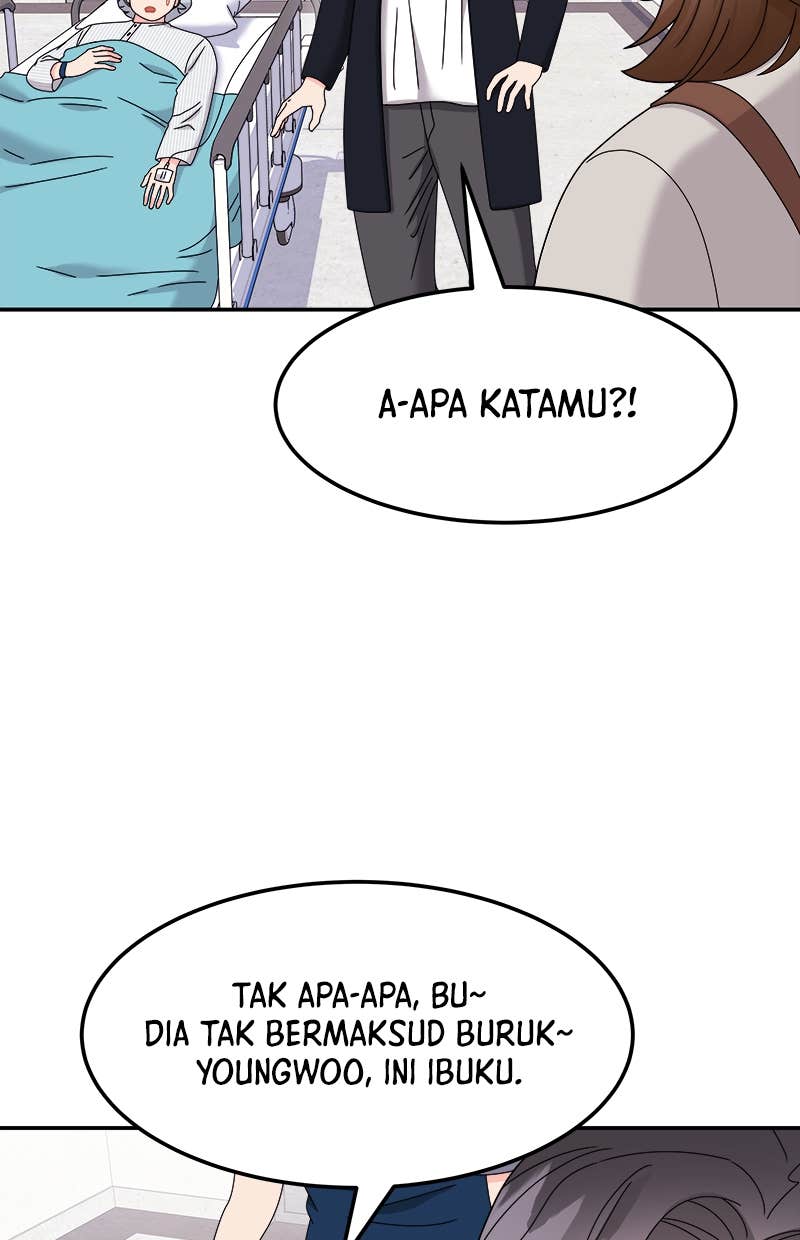 A-APA KATAMU?!
TAK APA-APA, BU~
DIA TAK BERMAKSUD BURUK~
YOUNGWOO, INI IBUKU.